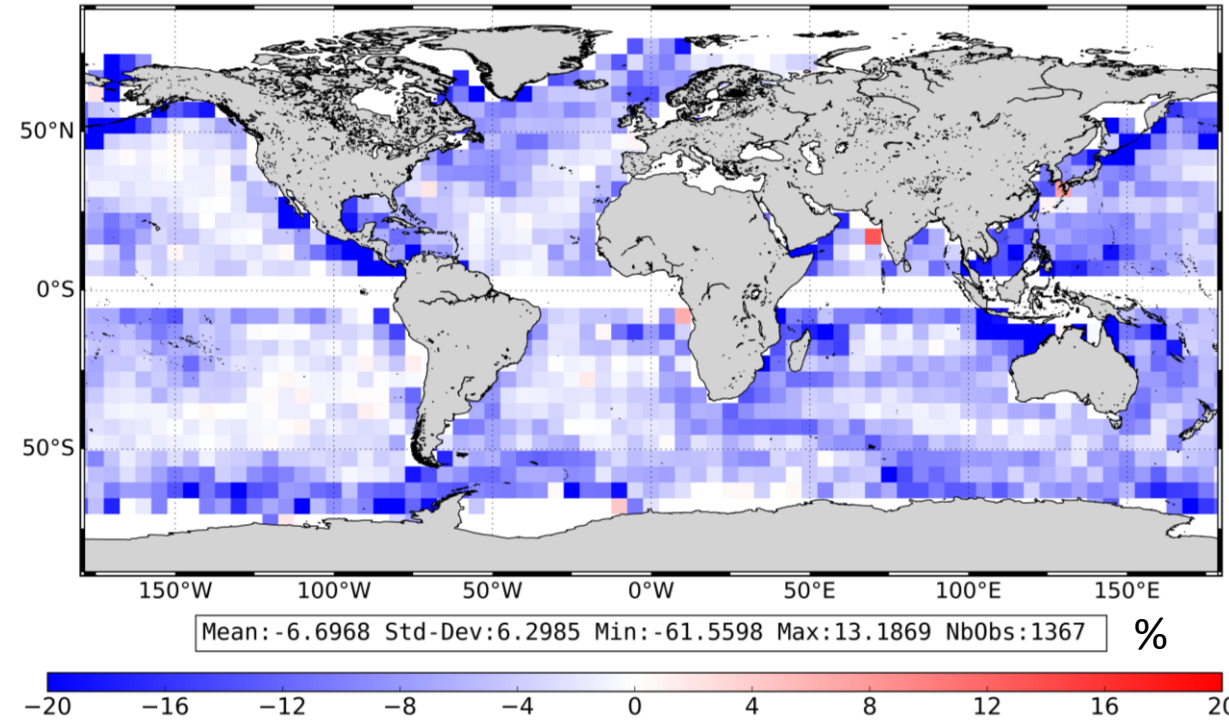 50°N
0°S
50°S
150°W 100°W 50°W 0°W 50°E 100°E 150°E
Mean:-6.6968 Std-Dev:6.2985 Min:-61.5598 Max:13.1869 NbObs:1367 %
−20 −16 −12 −8 −4 0 4 8 12 16 20